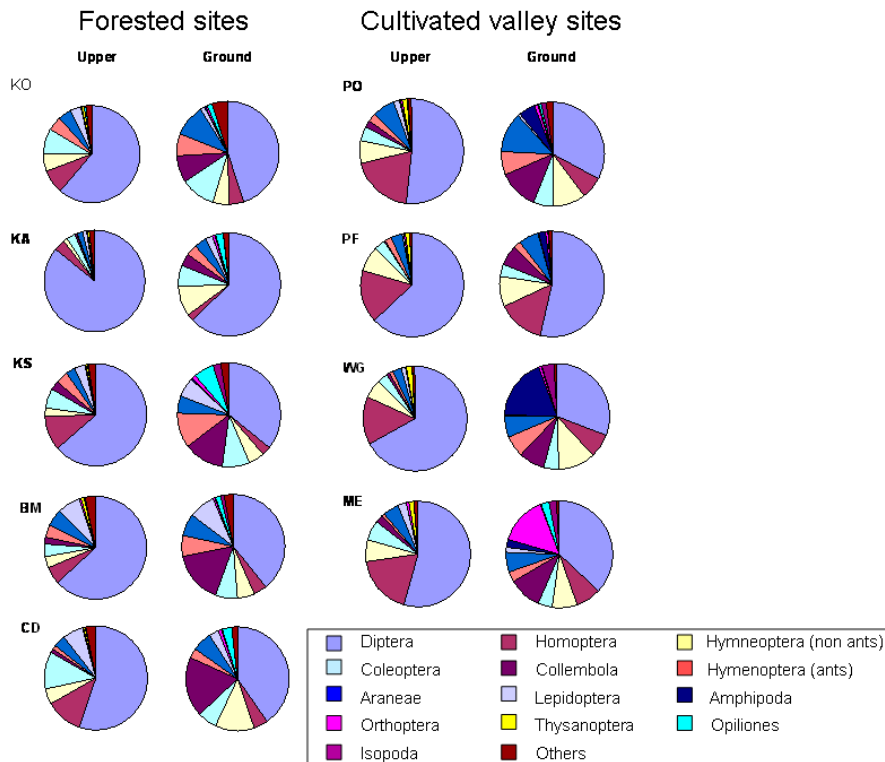 Forested sites
Cultivated valley sites
Upper
Ground
Upper
Ground
KO
PO
KA
PF
KS
WG
BM
ME
CD
Diptera
Homoptera
Hymneoptera (non ants)
Coleoptera
Collembola
Hymenoptera (ants)
Araneae
Lepidoptera
Amphipoda
Orthoptera
Thysanoptera
Opiliones
Isopoda
Others